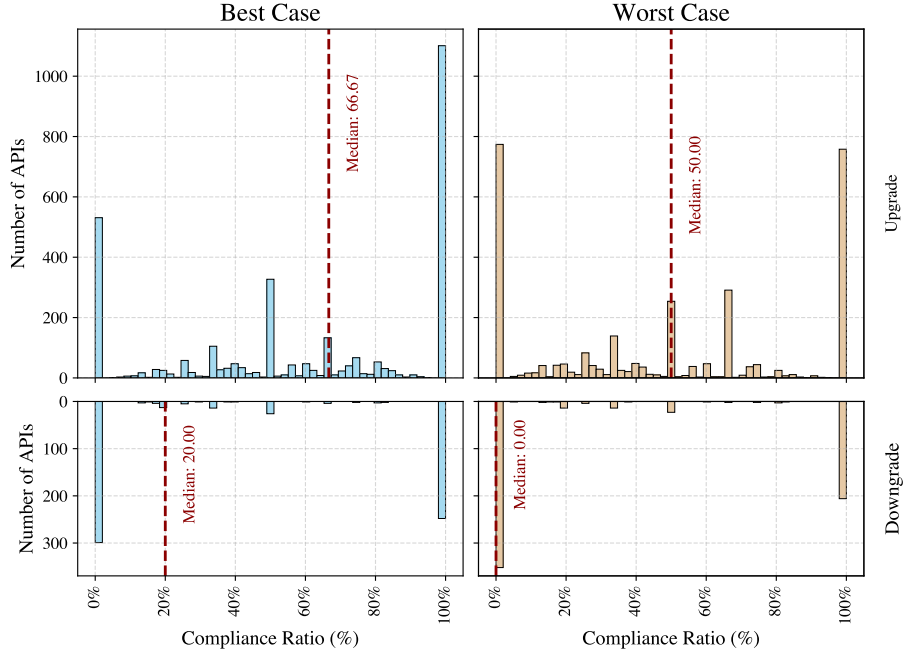 Best Case
Worst Case
Number of APIs
1000
800
600
400
200
0
Median: 66.67
Median: 50.00
Upgrade
Number of APIs
0
100
200
300
Median: 20.00
Median: 0.00
Downgrade
0%
20%
40%
60%
80%
100%
0%
20%
40%
60%
80%
100%
Compliance Ratio (%)
Compliance Ratio (%)